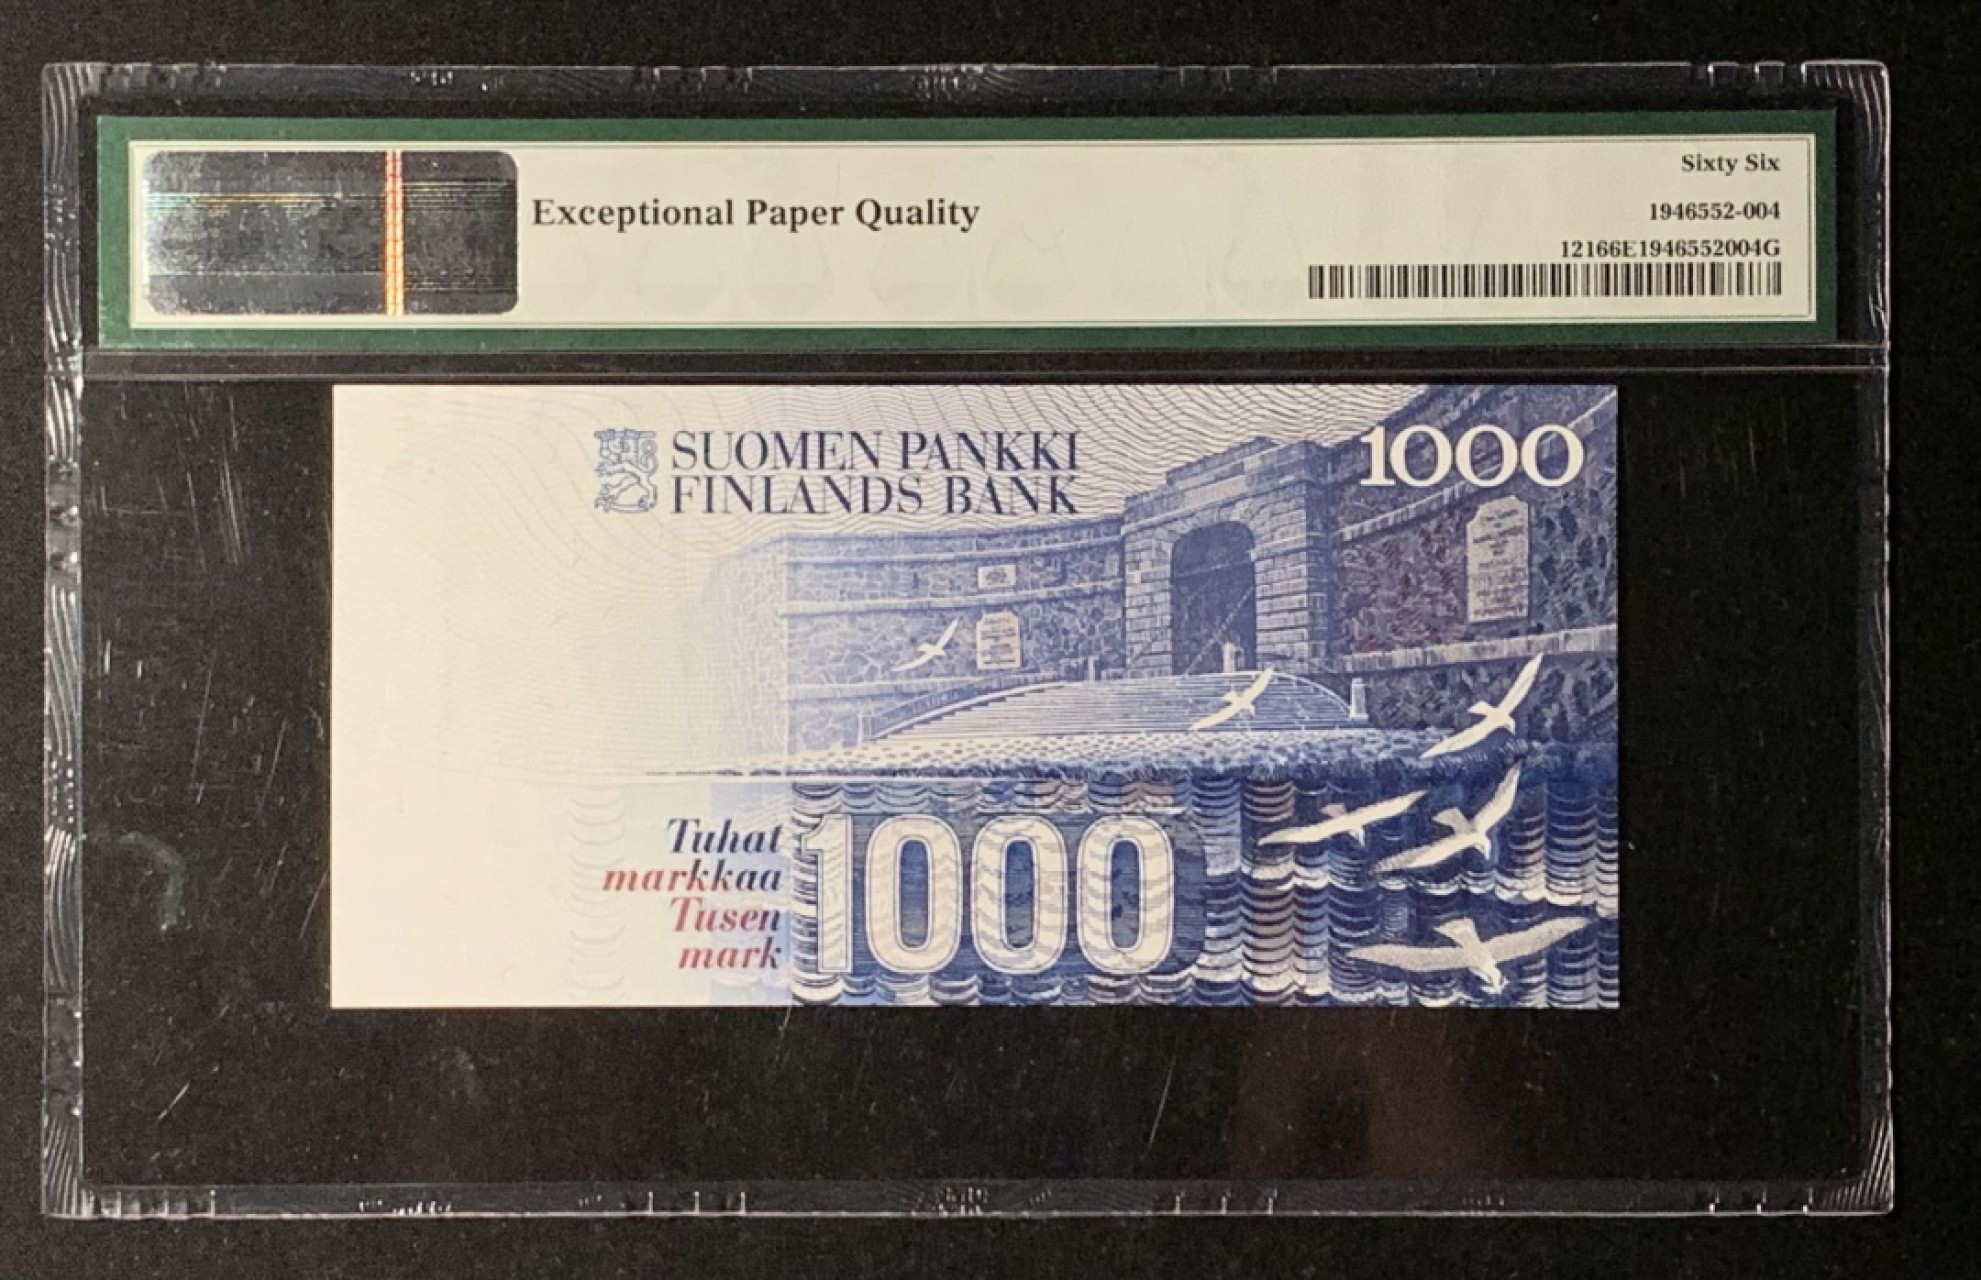 Sixty Six
Exceptional Paper Quality
1946552-004
12166E1946552004G
SUOMEN PANKKI
FINLANDS BANK
1000
Tuhat
markkaa
Tusen
mark
1000